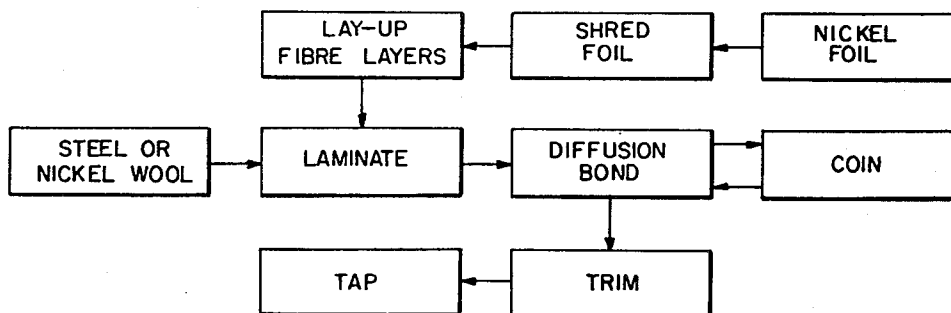 LAY-UP
FIBRE LAYERS
SHRED
FOIL
NICKEL
FOIL
STEEL OR
NICKEL WOOL
LAMINATE
DIFFUSION
BOND
COIN
TAP
TRIM